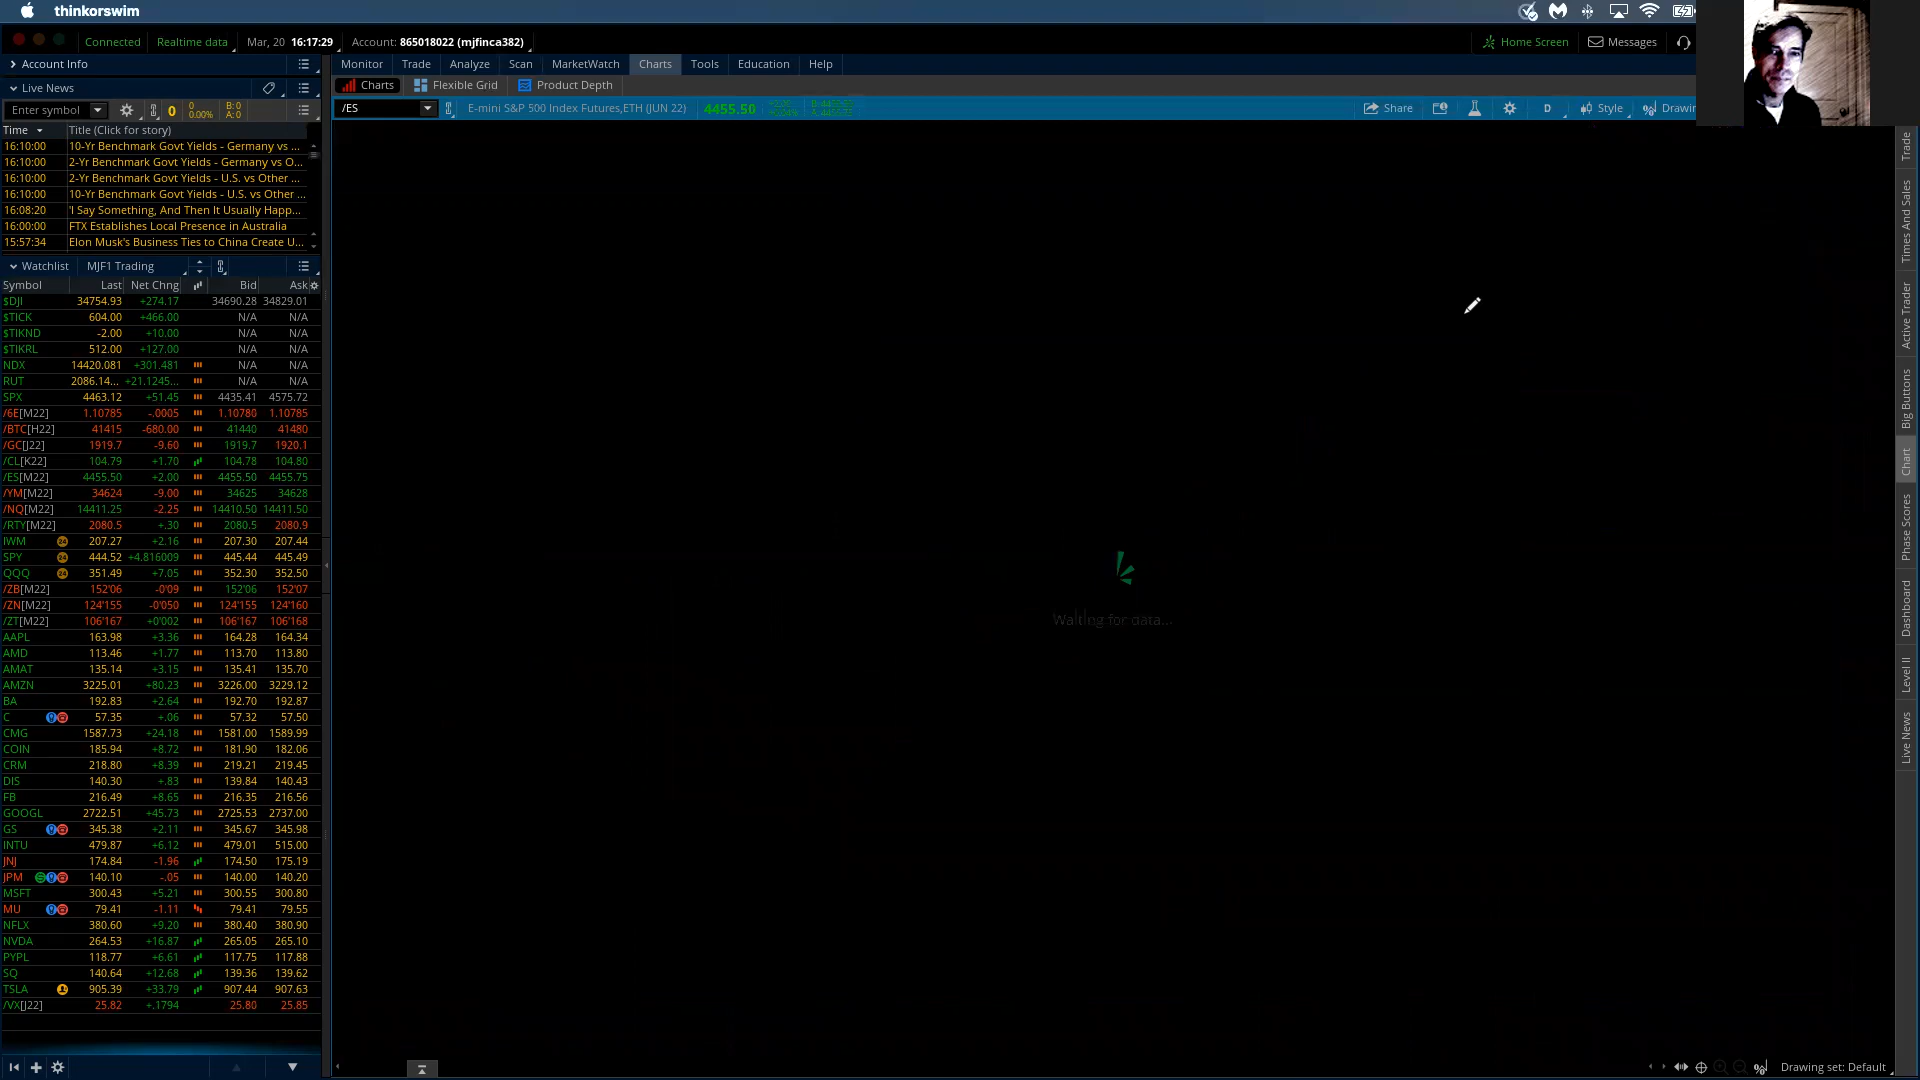 thinkorswim
Connected Realtime data Mar, 20 16:17:29 Account: 865018022 (mjfinca382) Home Screen Messages
Account Info Monitor Trade Analyze Scan MarketWatch Charts Tools Education Help
Live News Charts Flexible Grid Product Depth
Enter symbol 0 0 0.00% B: 0 A: 0 /ES E-mini S&P 500 Index Futures,ETH (JUN 22) 4455.50 Share D Style Drawin
Time Title (Click for story)
16:10:00 10-Yr Benchmark Govt Yields - Germany vs ...
16:10:00 2-Yr Benchmark Govt Yields - Germany vs O...
16:10:00 2-Yr Benchmark Govt Yields - U.S. vs Other ...
16:10:00 10-Yr Benchmark Govt Yields - U.S. vs Other ...
16:08:20 'I Say Something, And Then It Usually Happ...
16:00:00 FTX Establishes Local Presence in Australia
15:57:34 Elon Musk's Business Ties to China Create U...
Watchlist MJF1 Trading
Symbol Last Net Chng Bid Ask
$DJI 34754.93 +274.17 34690.28 34829.01
$TICK 604.00 +466.00 N/A N/A
$TIKND -2.00 +10.00 N/A N/A
$TIKRL 512.00 +127.00 N/A N/A
NDX 14420.081 +301.481 N/A N/A
RUT 2086.14... +21.1245... N/A N/A
SPX 4463.12 +51.45 4435.41 4575.72
/6E[M22] 1.10785 -.0005 1.10780 1.10785
/BTC[H22] 41415 -680.00 41440 41480
/GC[J22] 1919.7 -9.60 1919.7 1920.1
/CL[K22] 104.79 +1.70 104.78 104.80
/ES[M22] 4455.50 +2.00 4455.50 4455.75
/YM[M22] 34624 -9.00 34625 34628
/NQ[M22] 14411.25 -2.25 14410.50 14411.50
/RTY[M22] 2080.5 +.30 2080.5 2080.9
IWM 207.27 +2.16 207.30 207.44
SPY 444.52 +4.816009 445.44 445.49
QQQ 351.49 +7.05 352.30 352.50
/ZB[M22] 152'06 -0'09 152'06 152'07
/ZN[M22] 124'155 -0'050 124'155 124'160
/ZT[M22] 106'167 +0'002 106'167 106'168
AAPL 163.98 +3.36 164.28 164.34
AMD 113.46 +1.77 113.70 113.80
AMAT 135.14 +3.15 135.41 135.70
AMZN 3225.01 +80.23 3226.00 3229.12
BA 192.83 +2.64 192.70 192.87
C 57.35 +.06 57.32 57.50
CMG 1587.73 +24.18 1581.00 1589.99
COIN 185.94 +8.72 181.90 182.06
CRM 218.80 +8.39 219.21 219.45
DIS 140.30 +.83 139.84 140.43
FB 216.49 +8.65 216.35 216.56
GOOGL 2722.51 +45.73 2725.53 2737.00
GS 345.38 +2.11 345.67 345.98
INTU 479.87 +6.12 479.01 515.00
JNJ 174.84 -1.96 174.50 175.19
JPM 140.10 -.05 140.00 140.20
MSFT 300.43 +5.21 300.55 300.80
MU 79.41 -1.11 79.41 79.55
NFLX 380.60 +9.20 380.40 380.90
NVDA 264.53 +16.87 265.05 265.10
PYPL 118.77 +6.61 117.75 117.88
SQ 140.64 +12.68 139.36 139.62
TSLA 905.39 +33.79 907.44 907.63
/VX[J22] 25.82 +.1794 25.80 25.85
Waiting for data...
Trade
Times And Sales
Active Trader
Big Buttons
Chart
Phase Scores
Dashboard
Level II
Live News
Drawing set: Default